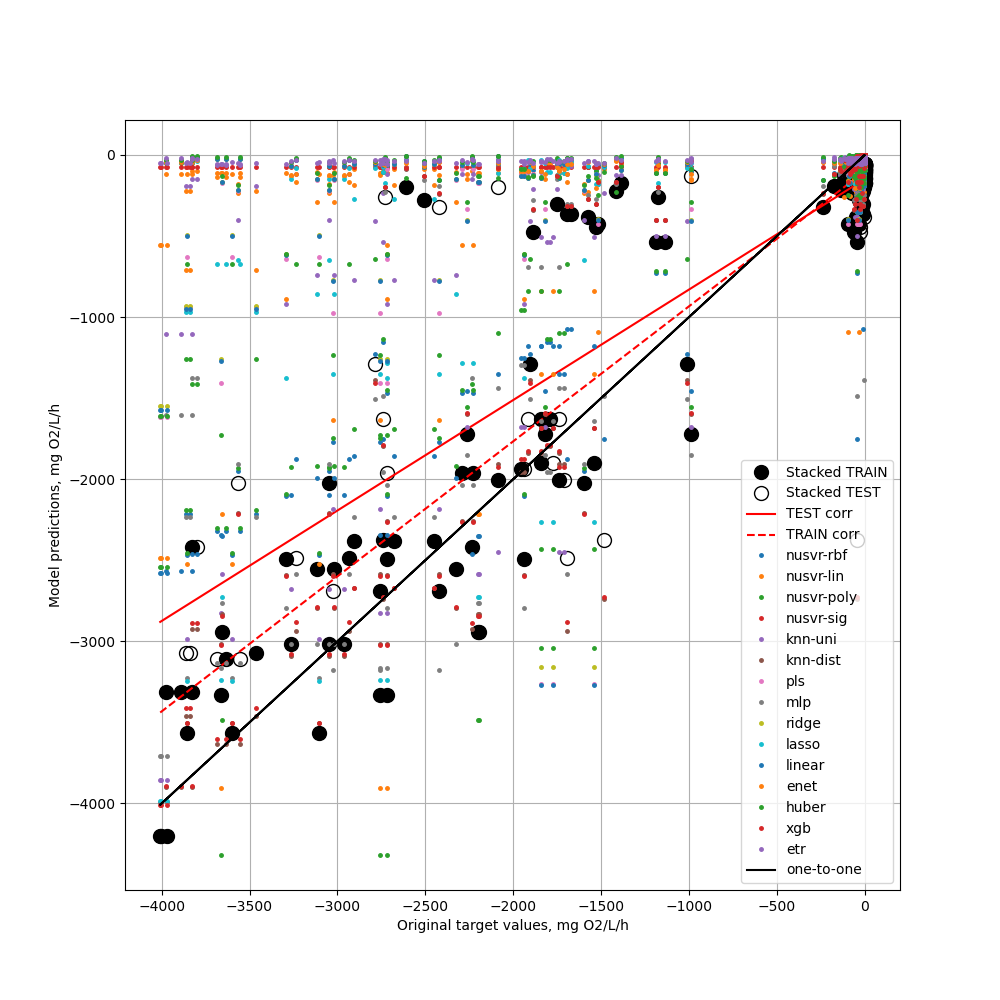 0
−1000
−2000
−3000
−4000
Model predictions, mg O2/L/h
−4000 −3500 −3000 −2500 −2000 −1500 −1000 −500 0
Original target values, mg O2/L/h
Stacked TRAIN
Stacked TEST
TEST corr
TRAIN corr
nusvr-rbf
nusvr-lin
nusvr-poly
nusvr-sig
knn-uni
knn-dist
pls
mlp
ridge
lasso
linear
enet
huber
xgb
etr
one-to-one